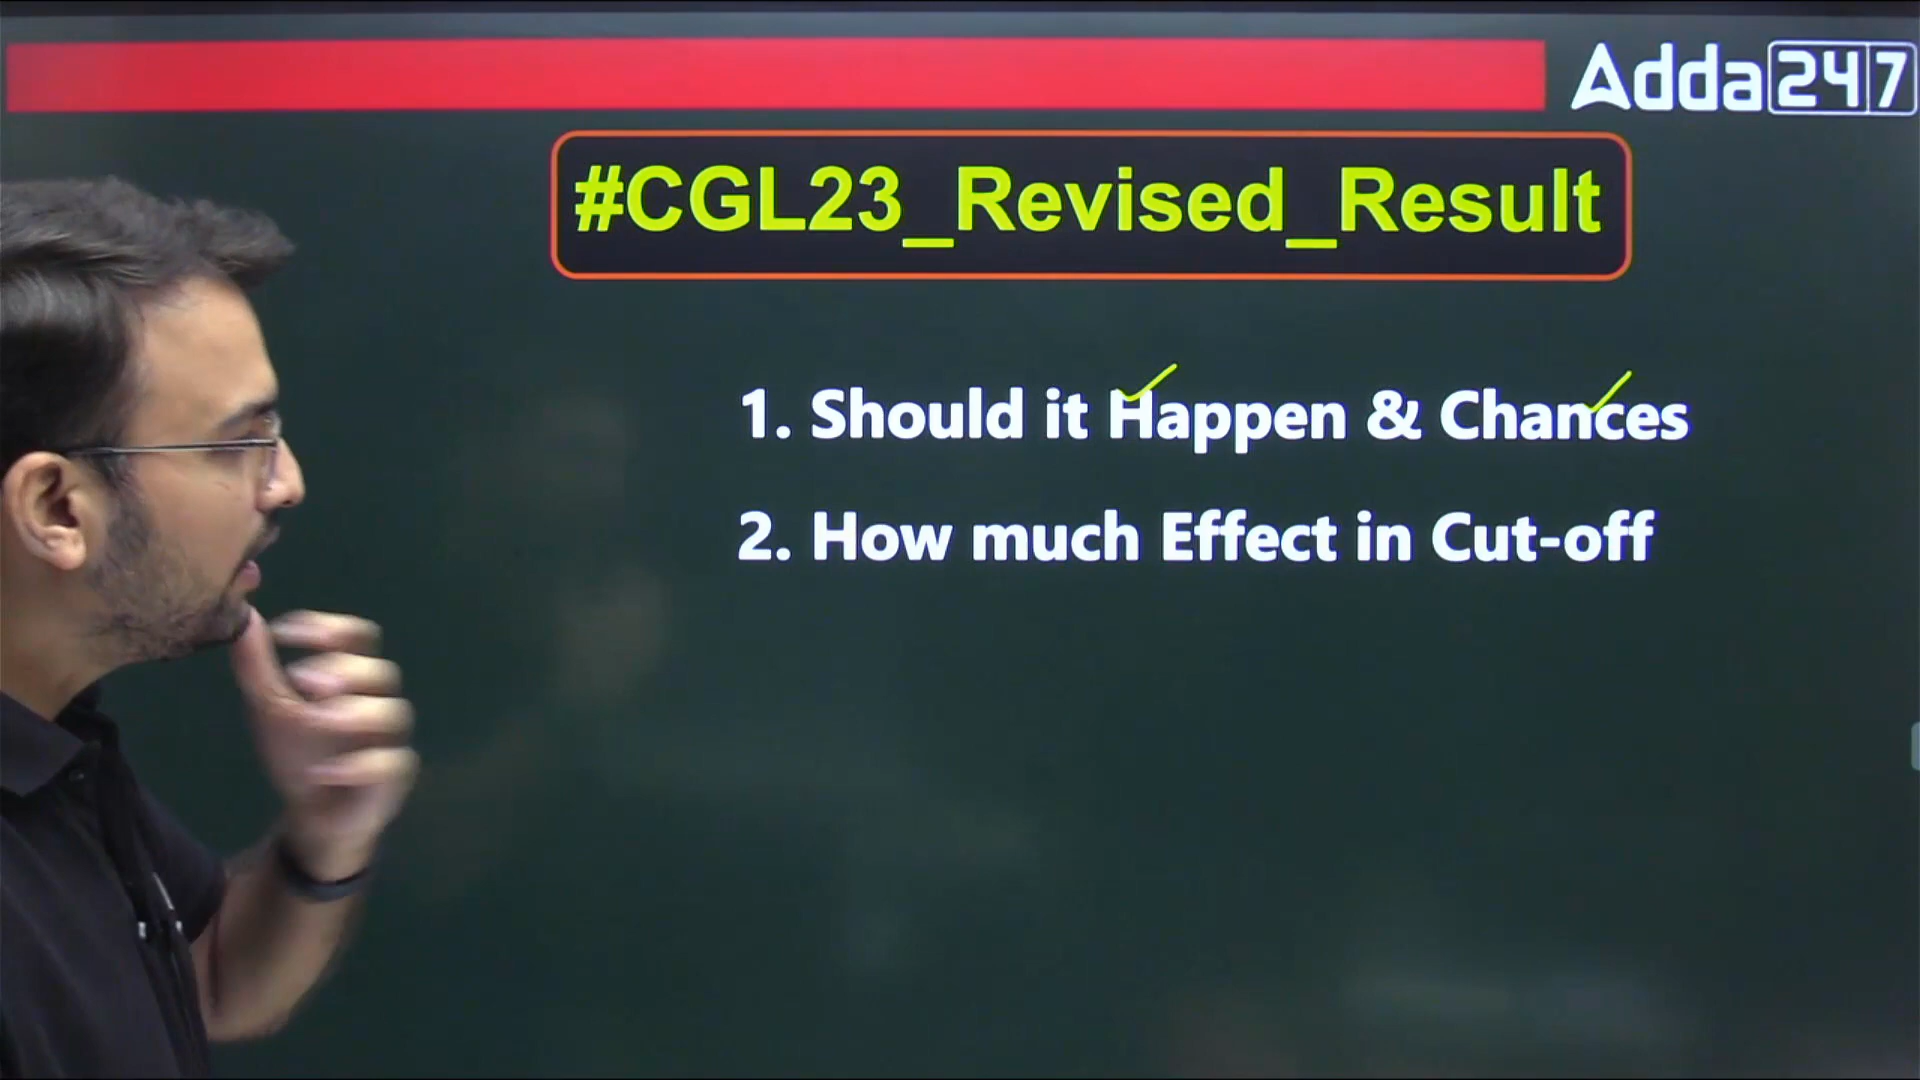 Adda247
#CGL23_Revised_Result
1. Should it Happen & Chances
2. How much Effect in Cut-off